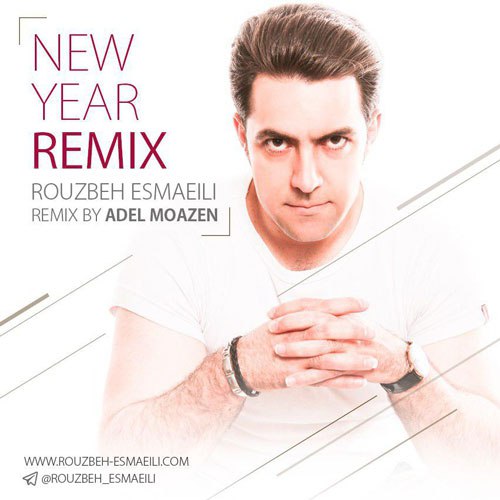 NEW
YEAR
REMIX
ROUZBEH ESMAEILI
REMIX BY ADEL MOAZEN
WWW.ROUZBEH-ESMAEILI.COM
@ROUZBEH_ESMAEILI